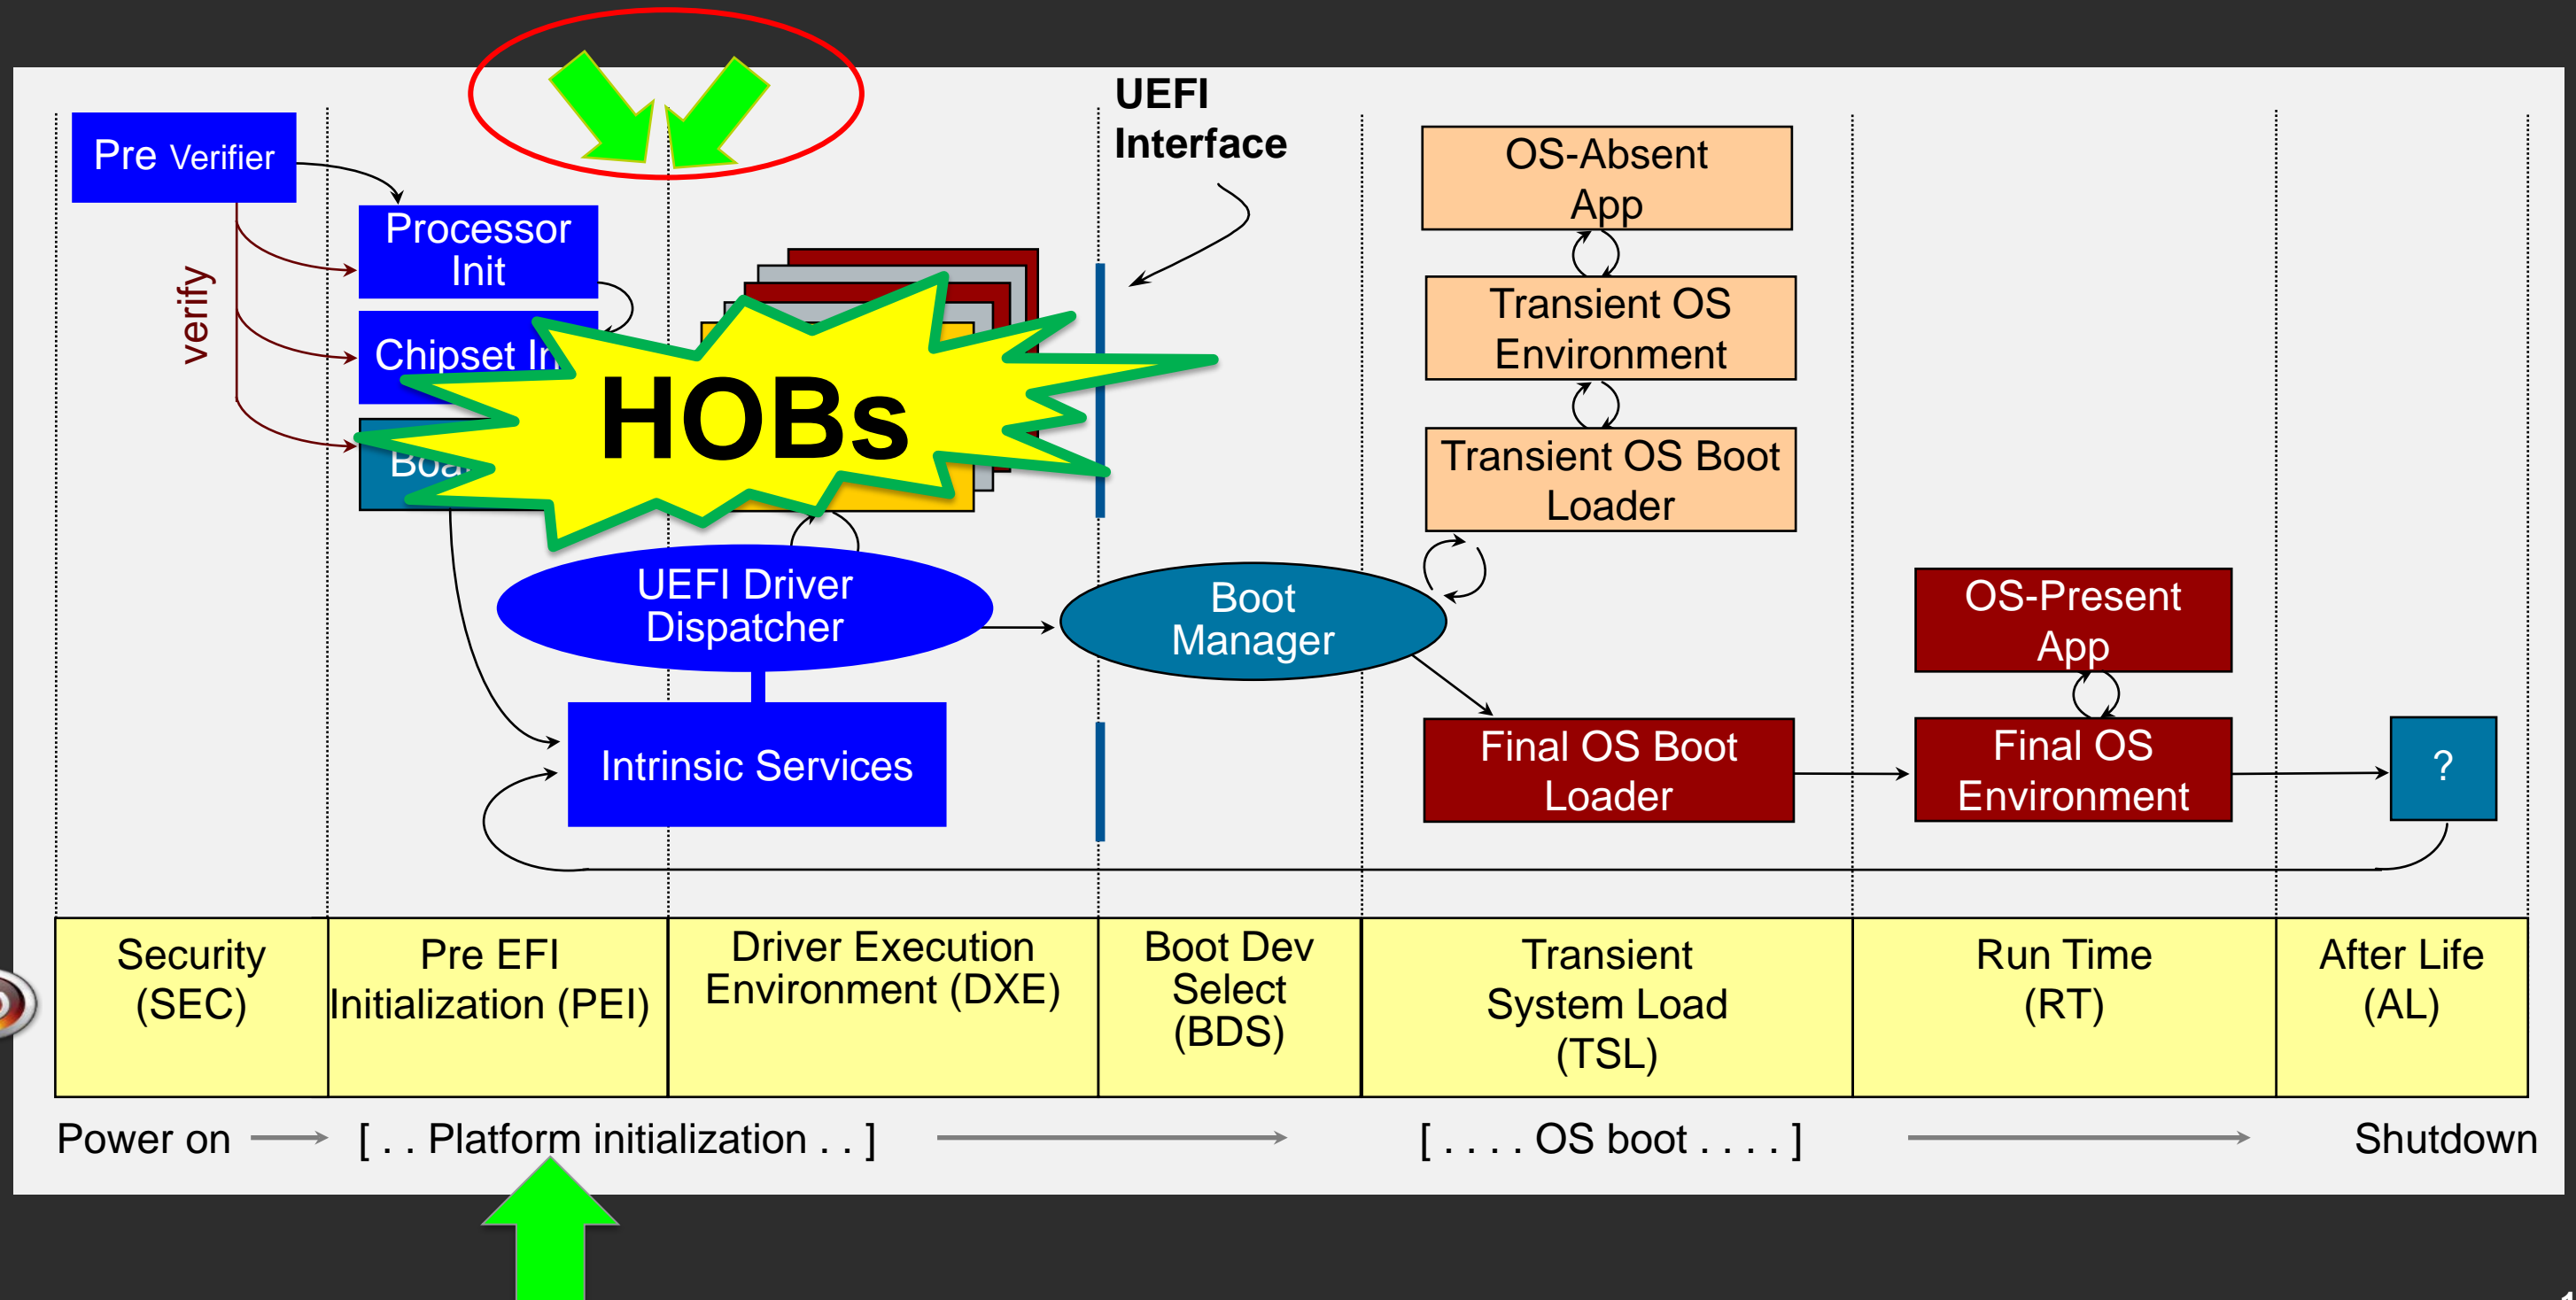 UEFI
Interface
Pre Verifier
verify
Processor
Init
Chipset
HOBs
UEFI Driver
Dispatcher
Intrinsic Services
Boot
Manager
OS-Absent
App
Transient OS
Environment
Transient OS Boot
Loader
Final OS Boot
Loader
OS-Present
App
Final OS
Environment
?
Security
(SEC)
Pre EFI
Initialization (PEI)
Driver Execution
Environment (DXE)
Boot Dev
Select
(BDS)
Transient
System Load
(TSL)
Run Time
(RT)
After Life
(AL)
Power on
[ . . Platform initialization . . ]
[ . . . . OS boot . . . . ]
Shutdown